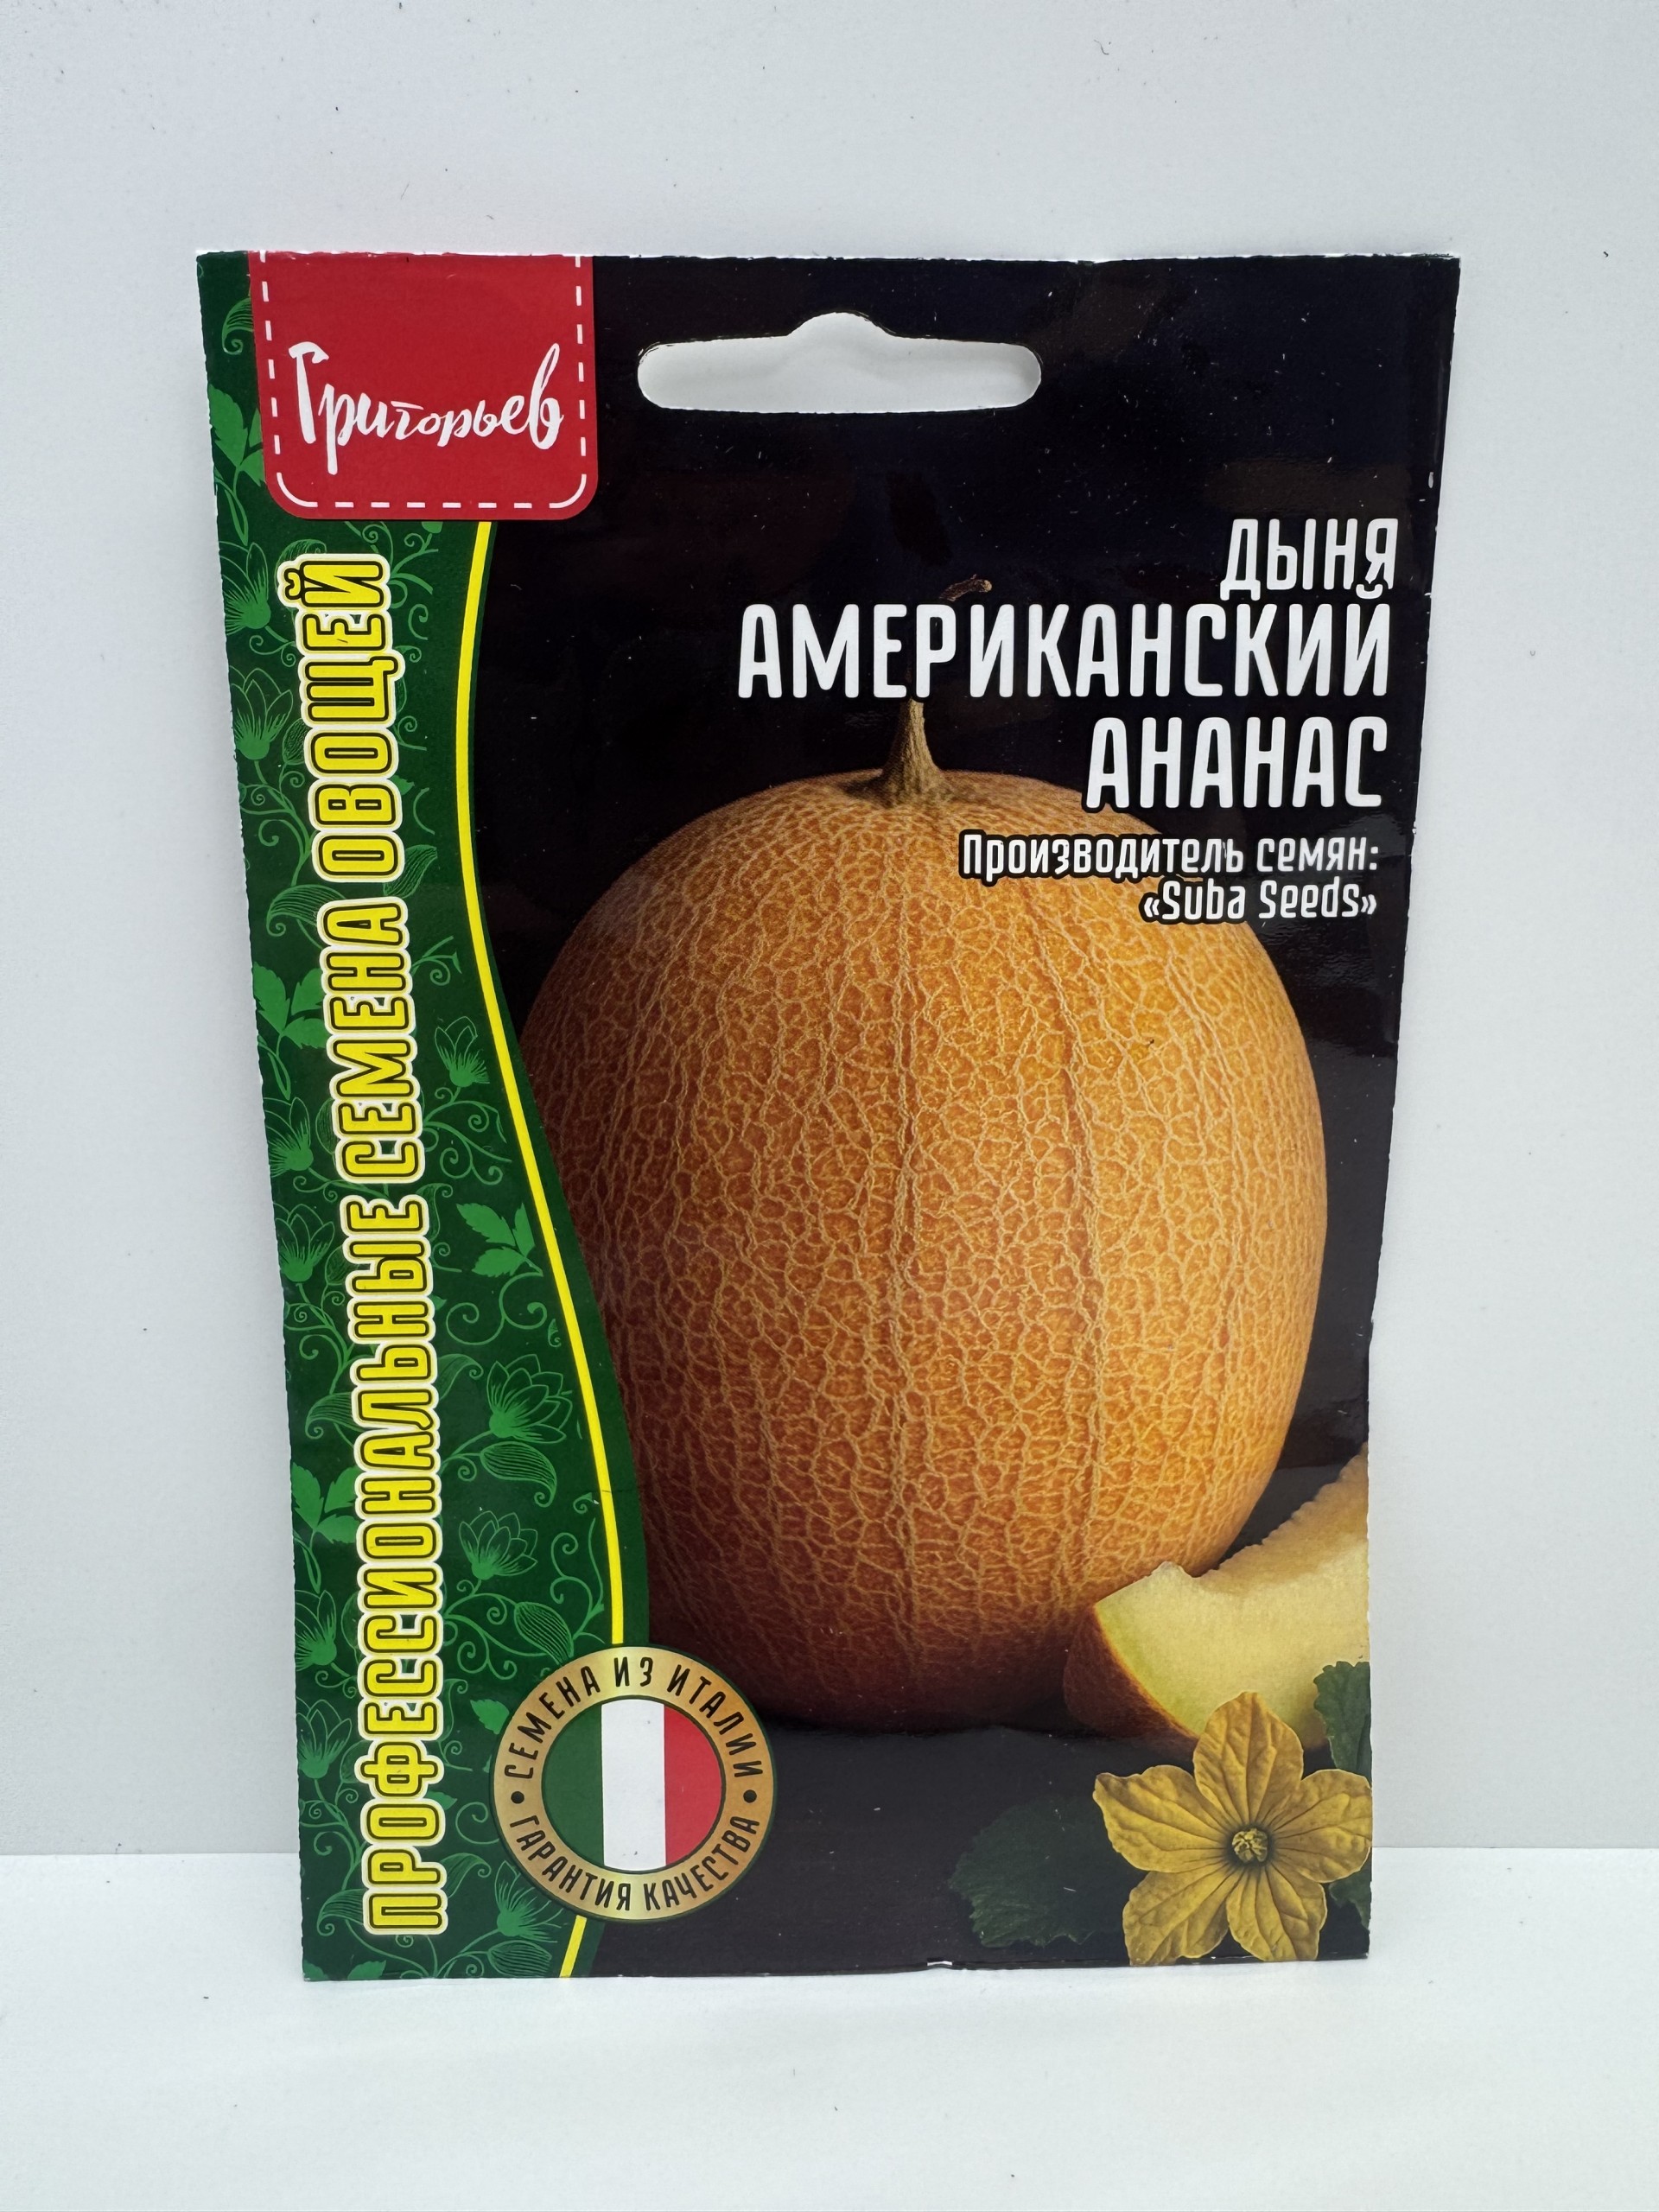 Григорьев
ДЫНЯ
АМЕРИКАНСКИЙ
АНАНАС
Производитель семян:
«Suba Seeds»
ПРОФЕССИОНАЛЬНЫЕ СЕМЕНА ОВОЩЕЙ
СЕМЕНА ИЗ ИТАЛИИ
ГАРАНТИЯ КАЧЕСТВА